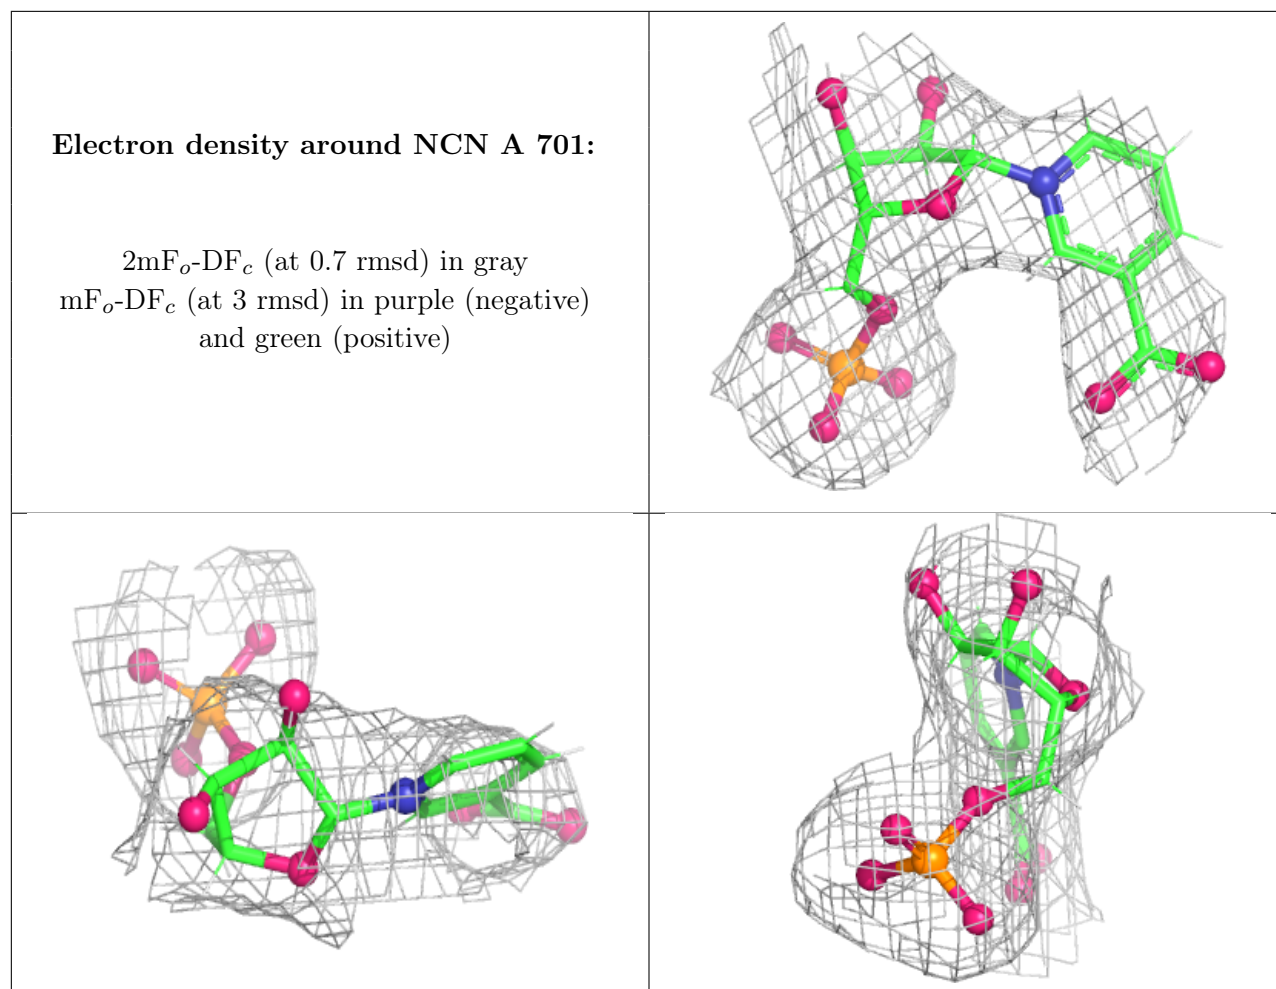 Electron density around NCN A 701:
2mFₒ-DF𝒸 (at 0.7 rmsd) in gray
mFₒ-DF𝒸 (at 3 rmsd) in purple (negative)
and green (positive)